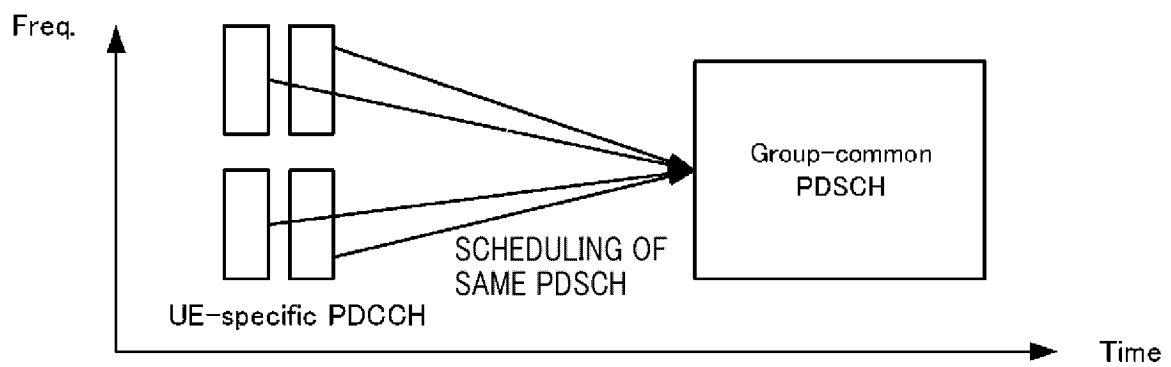 Freq.
Group-common
PDSCH
SCHEDULING OF
SAME PDSCH
UE-specific PDCCH
Time